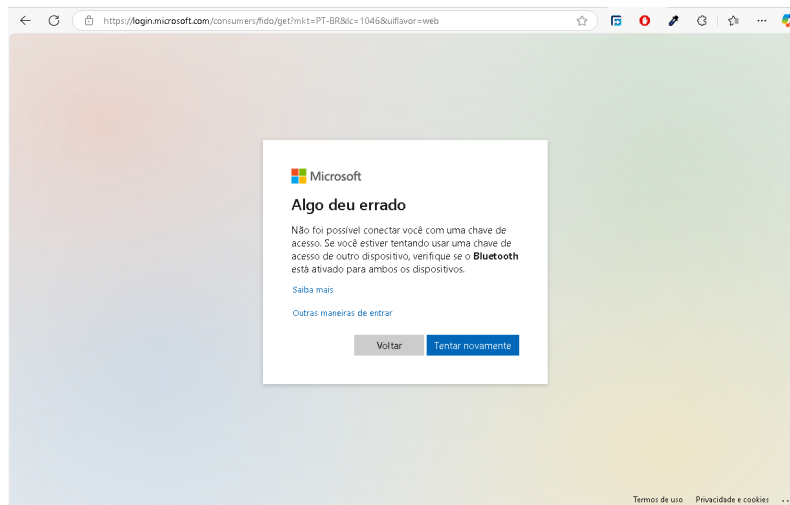 https://login.microsoft.com/consumers/fido/get?mkt=PT-BR&lc=1046&uiflavor=web
Microsoft
Algo deu errado
Não foi possível conectar você com uma chave de
acesso. Se você estiver tentando usar uma chave de
acesso de outro dispositivo, verifique se o Bluetooth
está ativado para ambos os dispositivos.
Saiba mais
Outras maneiras de entrar
Voltar Tentar novamente
Termos de uso Privacidade e cookies ..